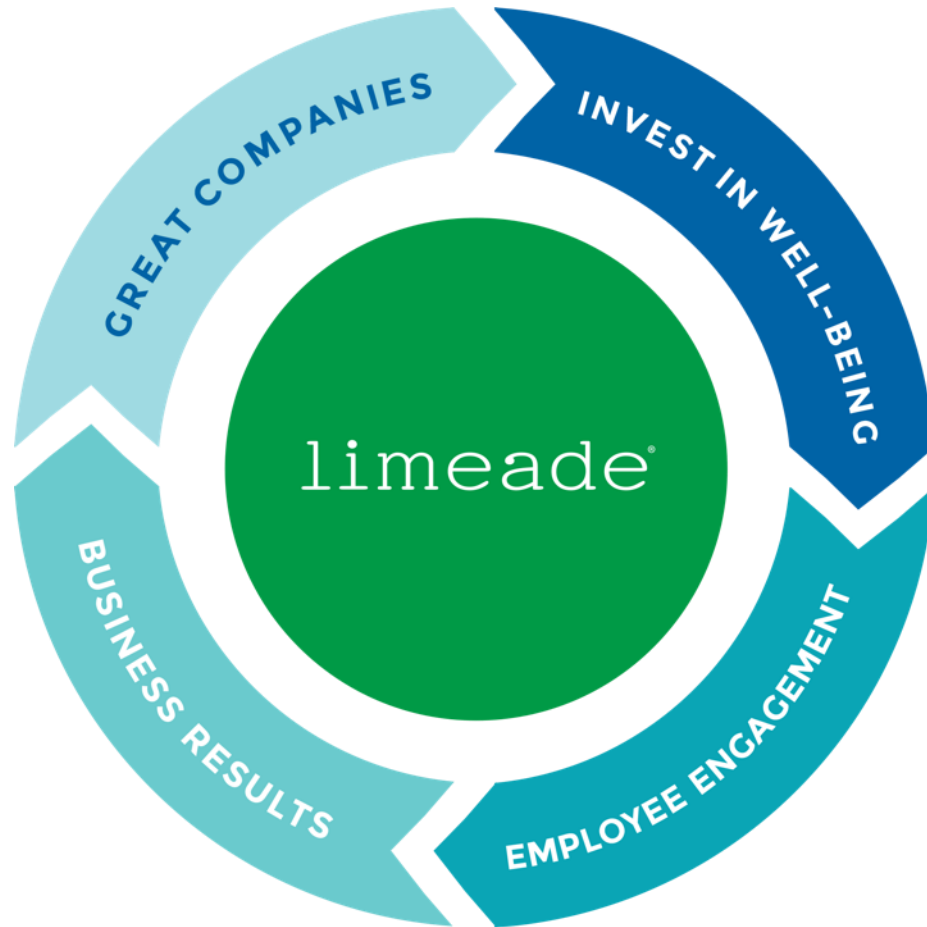 GREAT COMPANIES
INVEST IN WELL-BEING
EMPLOYEE ENGAGEMENT
BUSINESS RESULTS
limeade®